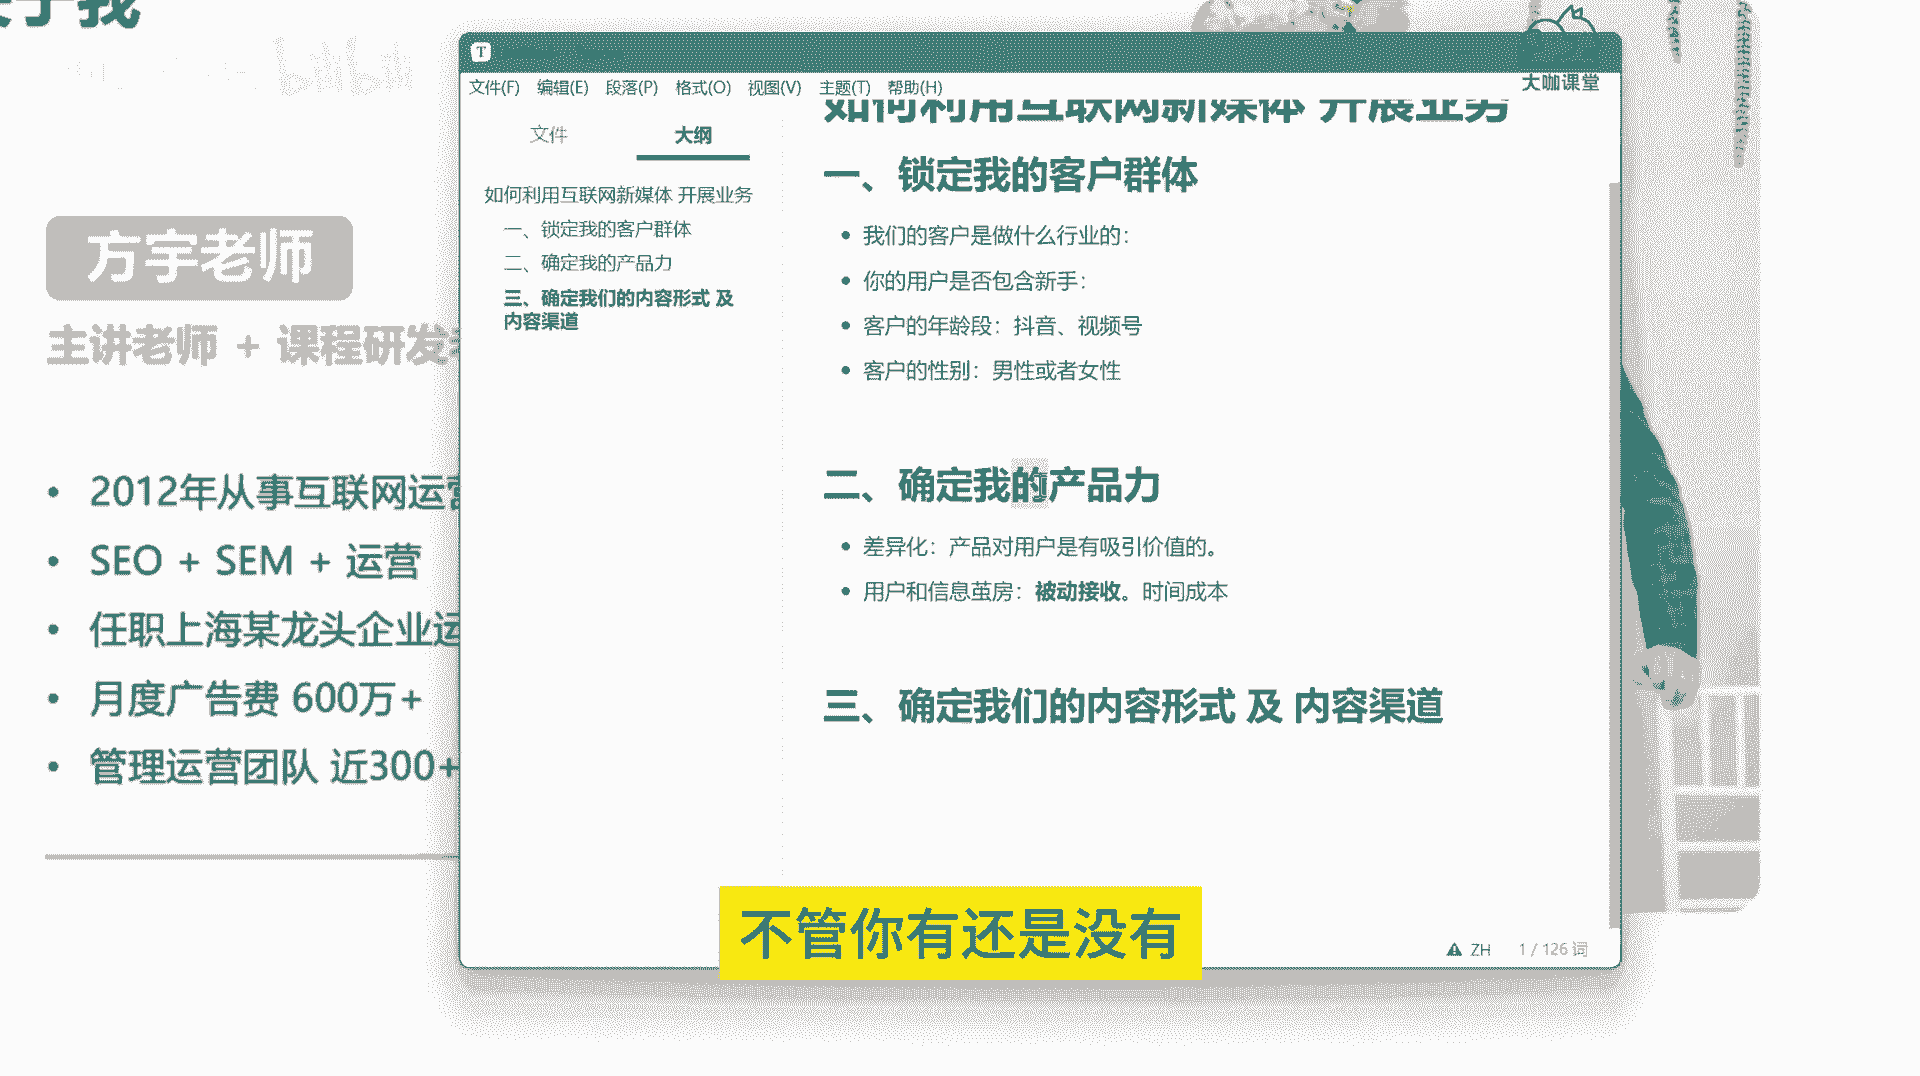 关于我
bilibili
方宇老师
主讲老师 + 课程研发
2012年从事互联网运营
SEO + SEM + 运营
任职上海某龙头企业运
月度广告费 600万+
管理运营团队 近300+
T
大咖课堂
文件(F) 编辑(E) 段落(P) 格式(O) 视图(V) 主题(T) 帮助(H)
文件 大纲
如何利用互联网新媒体 开展业务
一、锁定我的客户群体
二、确定我的产品力
三、确定我们的内容形式 及
内容渠道
如何利用互联网新媒体 开展业务
一、锁定我的客户群体
我们的客户是做什么行业的：
你的用户是否包含新手：
客户的年龄段：抖音、视频号
客户的性别：男性或者女性
二、确定我的产品力
差异化：产品对用户是有吸引价值的。
用户和信息茧房：被动接收。时间成本
三、确定我们的内容形式 及 内容渠道
ZH 1 / 126 词
不管你有还是没有